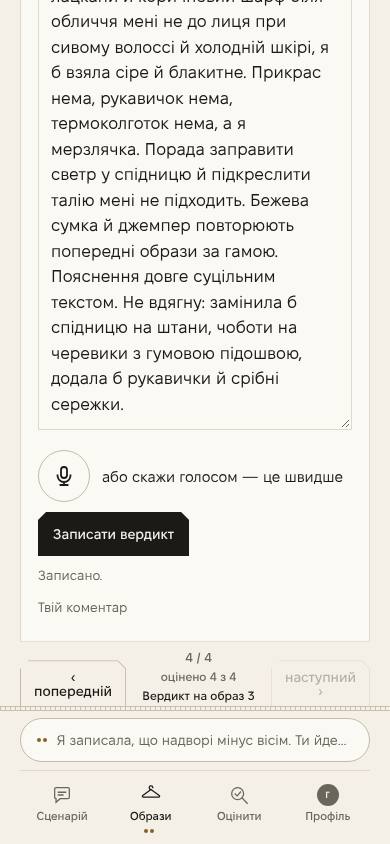 обличчя мені не до лиця при
сивому волоссі й холодній шкірі, я
б взяла сіре й блакитне. Прикрас
нема, рукавичок нема,
термоколготок нема, а я
мерзлячка. Порада заправити
светр у спідницю й підкреслити
талію мені не підходить. Бежева
сумка й джемпер повторюють
попередні образи за гамою.
Пояснення довге суцільним
текстом. Не вдягну: замінила б
спідницю на штани, чоботи на
черевики з гумовою підошвою,
додала б рукавички й срібні
сережки.
або скажи голосом — це швидше
Записати вердикт
Записано.
Твій коментар
4 / 4
‹
попередній
оцінено 4 з 4
наступний
›
Вердикт на образ 3
Я записала, що надворі мінус вісім. Ти йде...
Сценарій
Образи
Оцінити
г
Профіль